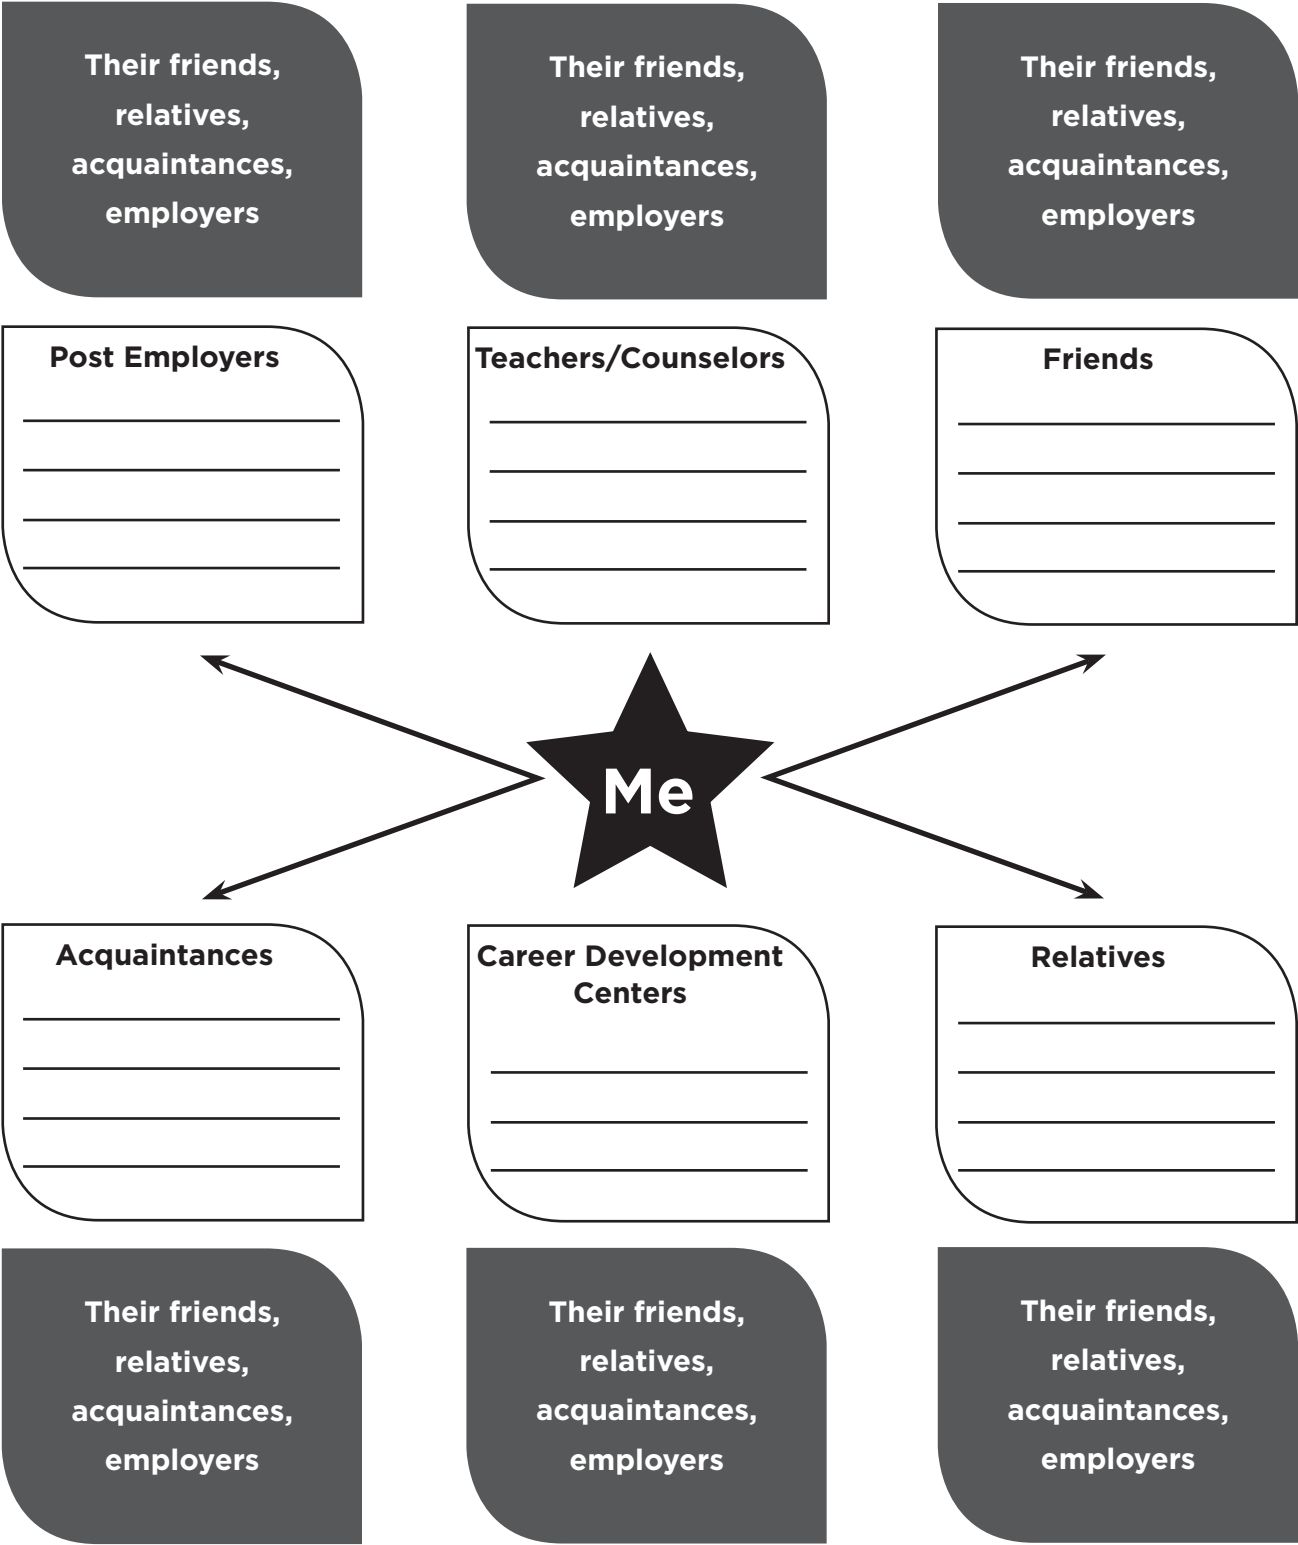 Their friends,
relatives,
acquaintances,
employers
Their friends,
relatives,
acquaintances,
employers
Their friends,
relatives,
acquaintances,
employers
Post Employers
Teachers/Counselors
Friends
Me
Acquaintances
Career Development
Centers
Relatives
Their friends,
relatives,
acquaintances,
employers
Their friends,
relatives,
acquaintances,
employers
Their friends,
relatives,
acquaintances,
employers